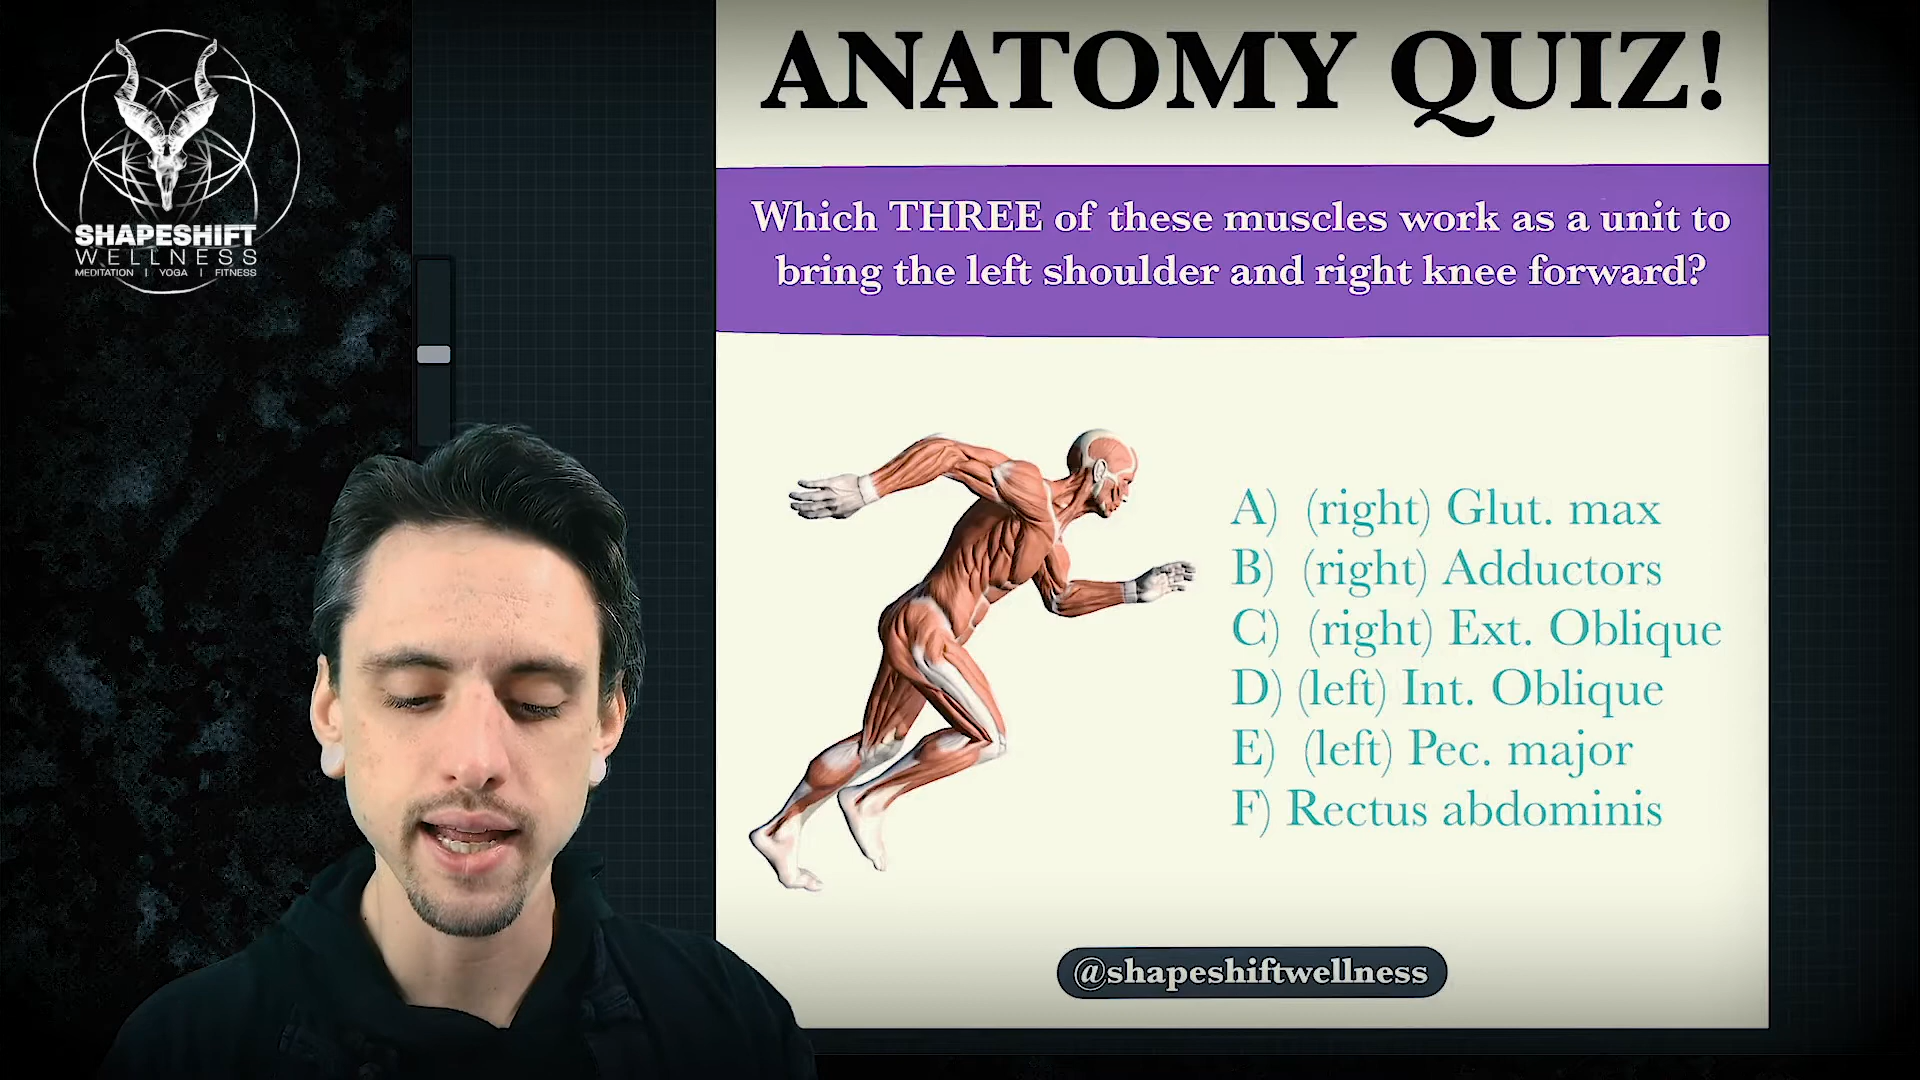 SHAPESHIFT
WELLNESS
MEDITATION | YOGA | FITNESS
ANATOMY QUIZ!
Which THREE of these muscles work as a unit to
bring the left shoulder and right knee forward?
A) (right) Glut. max
B) (right) Adductors
C) (right) Ext. Oblique
D) (left) Int. Oblique
E) (left) Pec. major
F) Rectus abdominis
@shapeshiftwellness